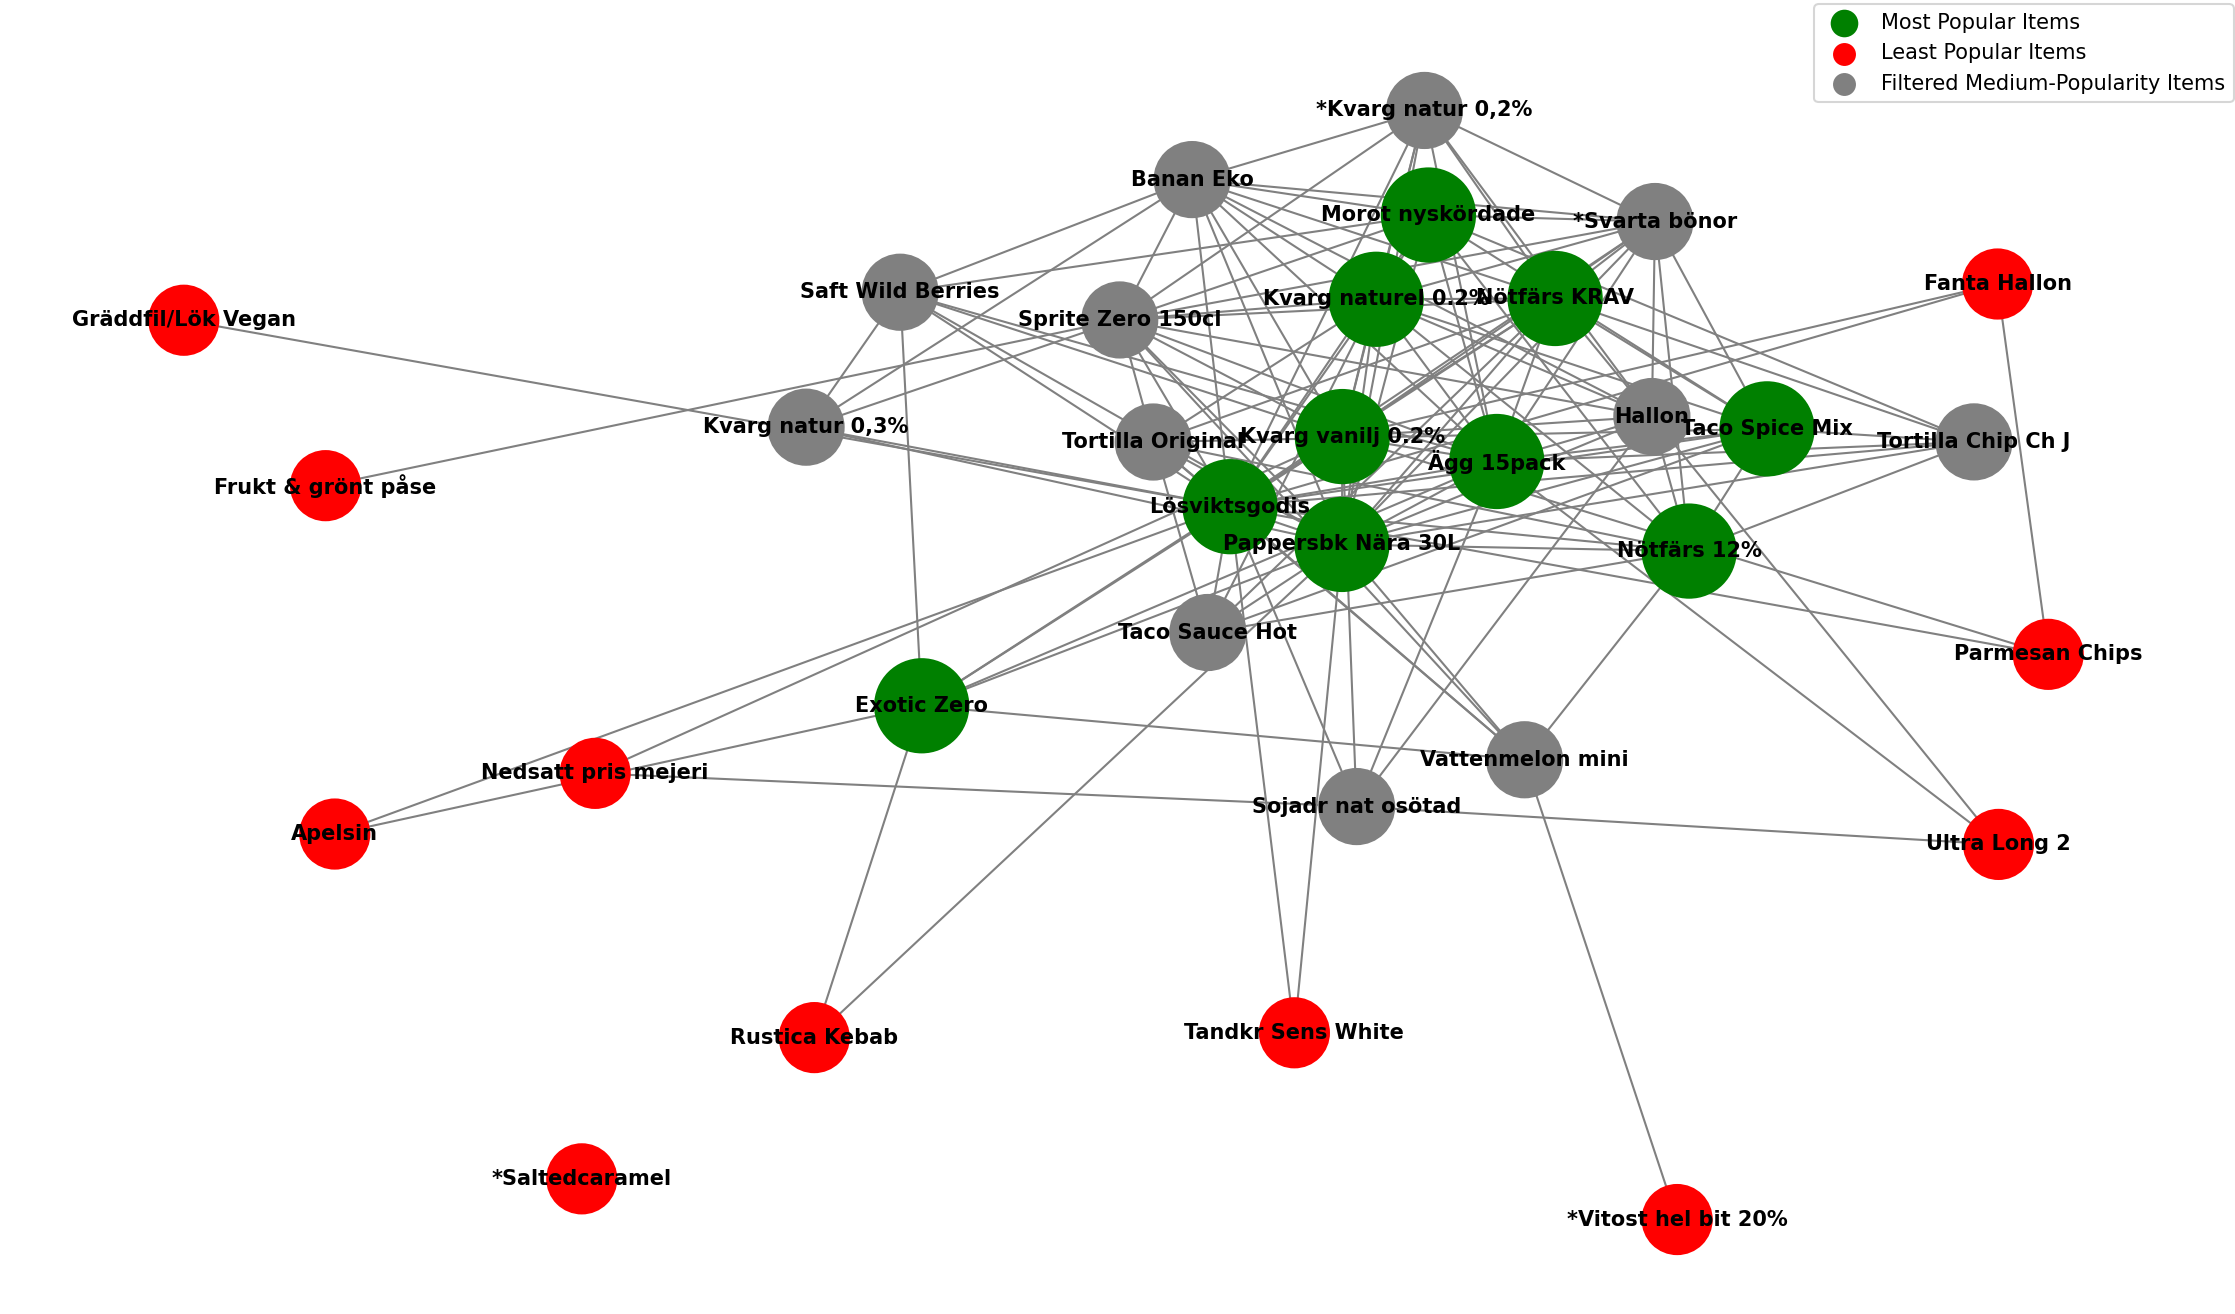 Most Popular Items
Least Popular Items
Filtered Medium-Popularity Items
*Kvarg natur 0,2%
Banan Eko
Morot nyskördade
*Svarta bönor
Fanta Hallon
Saft Wild Berries
Kvarg naturel 0.2%
Nötfärs KRAV
Gräddfil/Lök Vegan
Sprite Zero 150cl
Hallon
Kvarg natur 0,3%
Taco Spice Mix
Tortilla Original
Kvarg vanilj 0.2%
Tortilla Chip Ch J
Ägg 15pack
Frukt & grönt påse
Lösviktsgodis
Pappersbk Nära 30L
Nötfärs 12%
Taco Sauce Hot
Parmesan Chips
Exotic Zero
Vattenmelon mini
Nedsatt pris mejeri
Sojadr nat osötad
Apelsin
Ultra Long 2
Rustica Kebab
Tandkr Sens White
*Saltedcaramel
*Vitost hel bit 20%